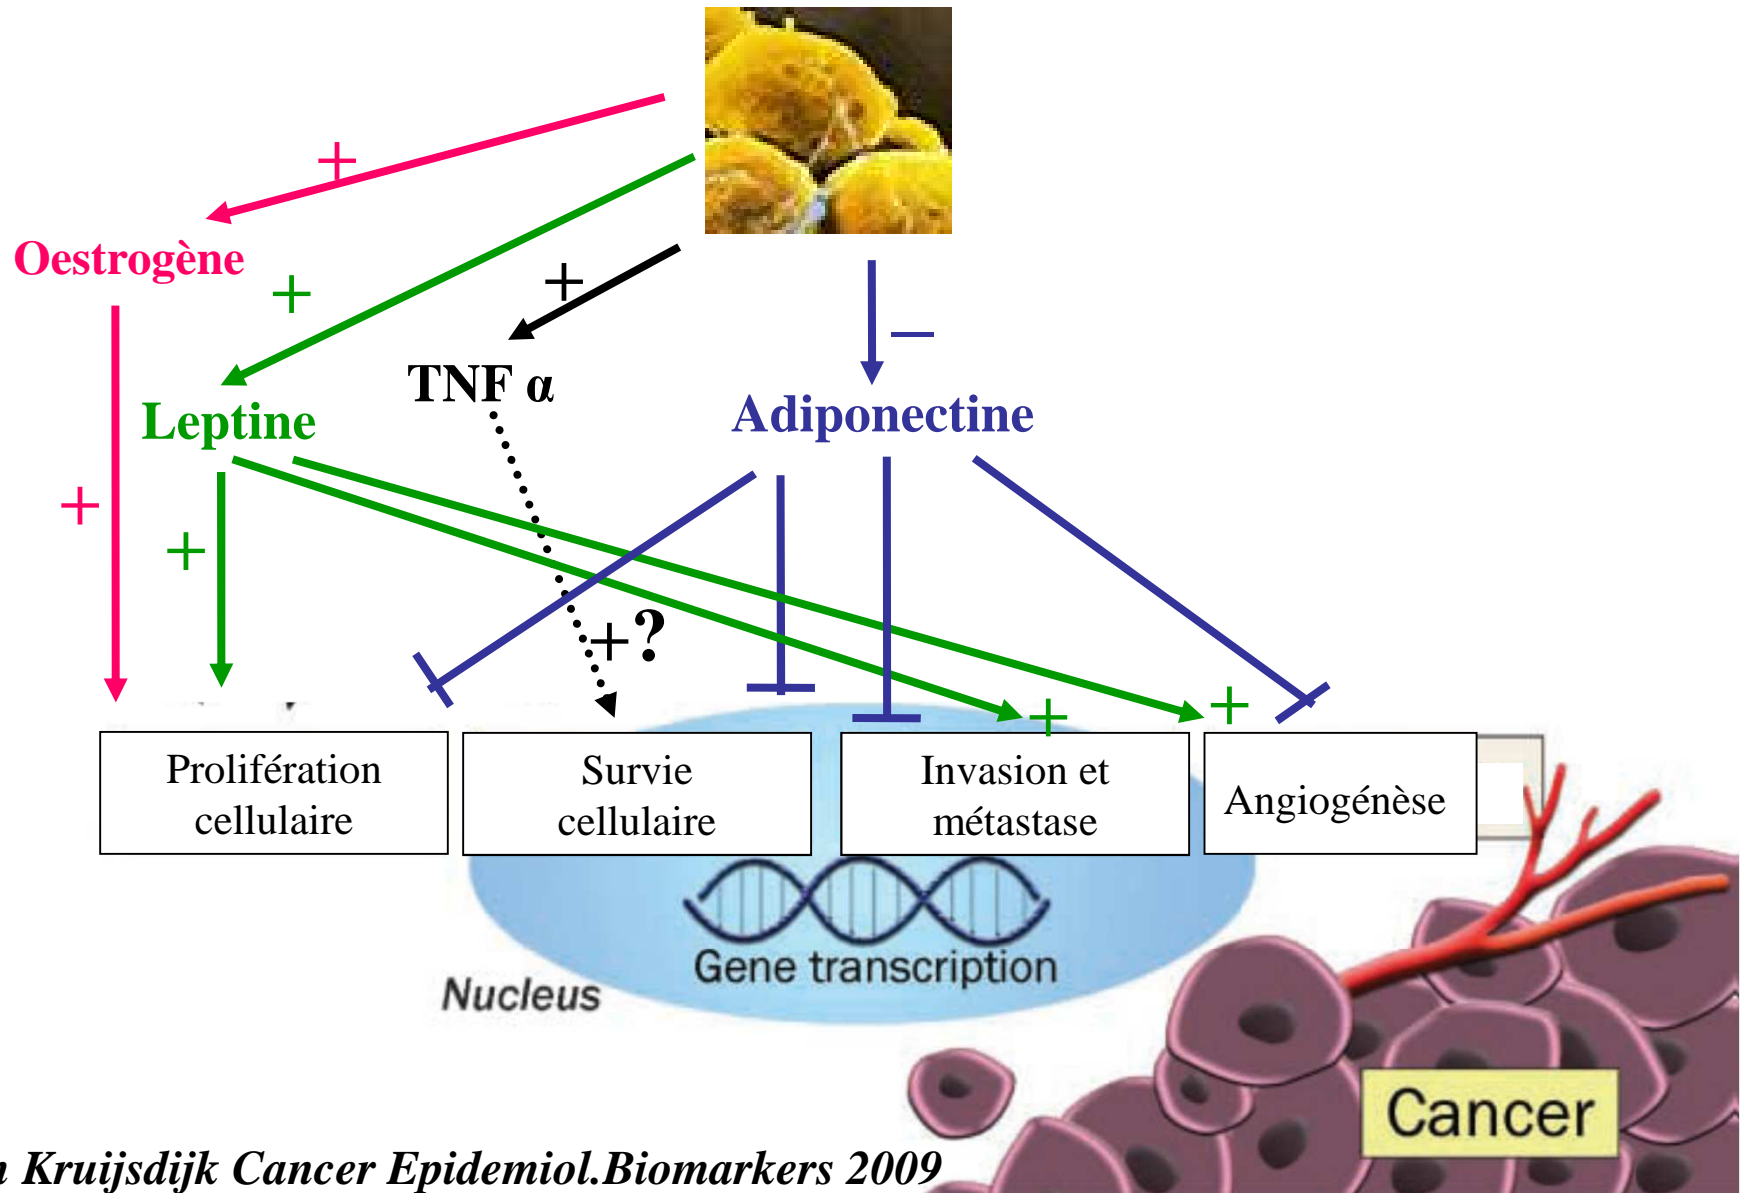 +
Oestrogène
+
+
–
TNF α
Adiponectine
Leptine
+
+
+?
+
+
Prolifération
cellulaire
Survie
cellulaire
Invasion et
métastase
Angiogénèse
Gene transcription
Nucleus
Cancer
Kruijsdijk Cancer Epidemiol.Biomarkers 2009